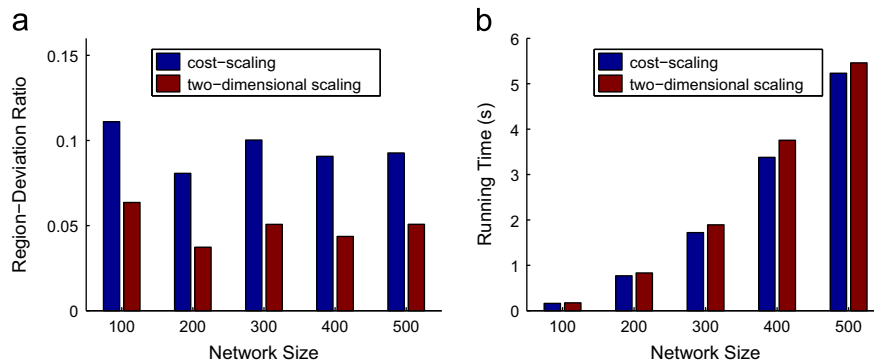 a
0.15
0.1
0.05
0
Region-Deviation Ratio
cost-scaling
two-dimensional scaling
100 200 300 400 500
Network Size
b
6
5
4
3
2
1
0
Running Time (s)
cost-scaling
two-dimensional scaling
100 200 300 400 500
Network Size